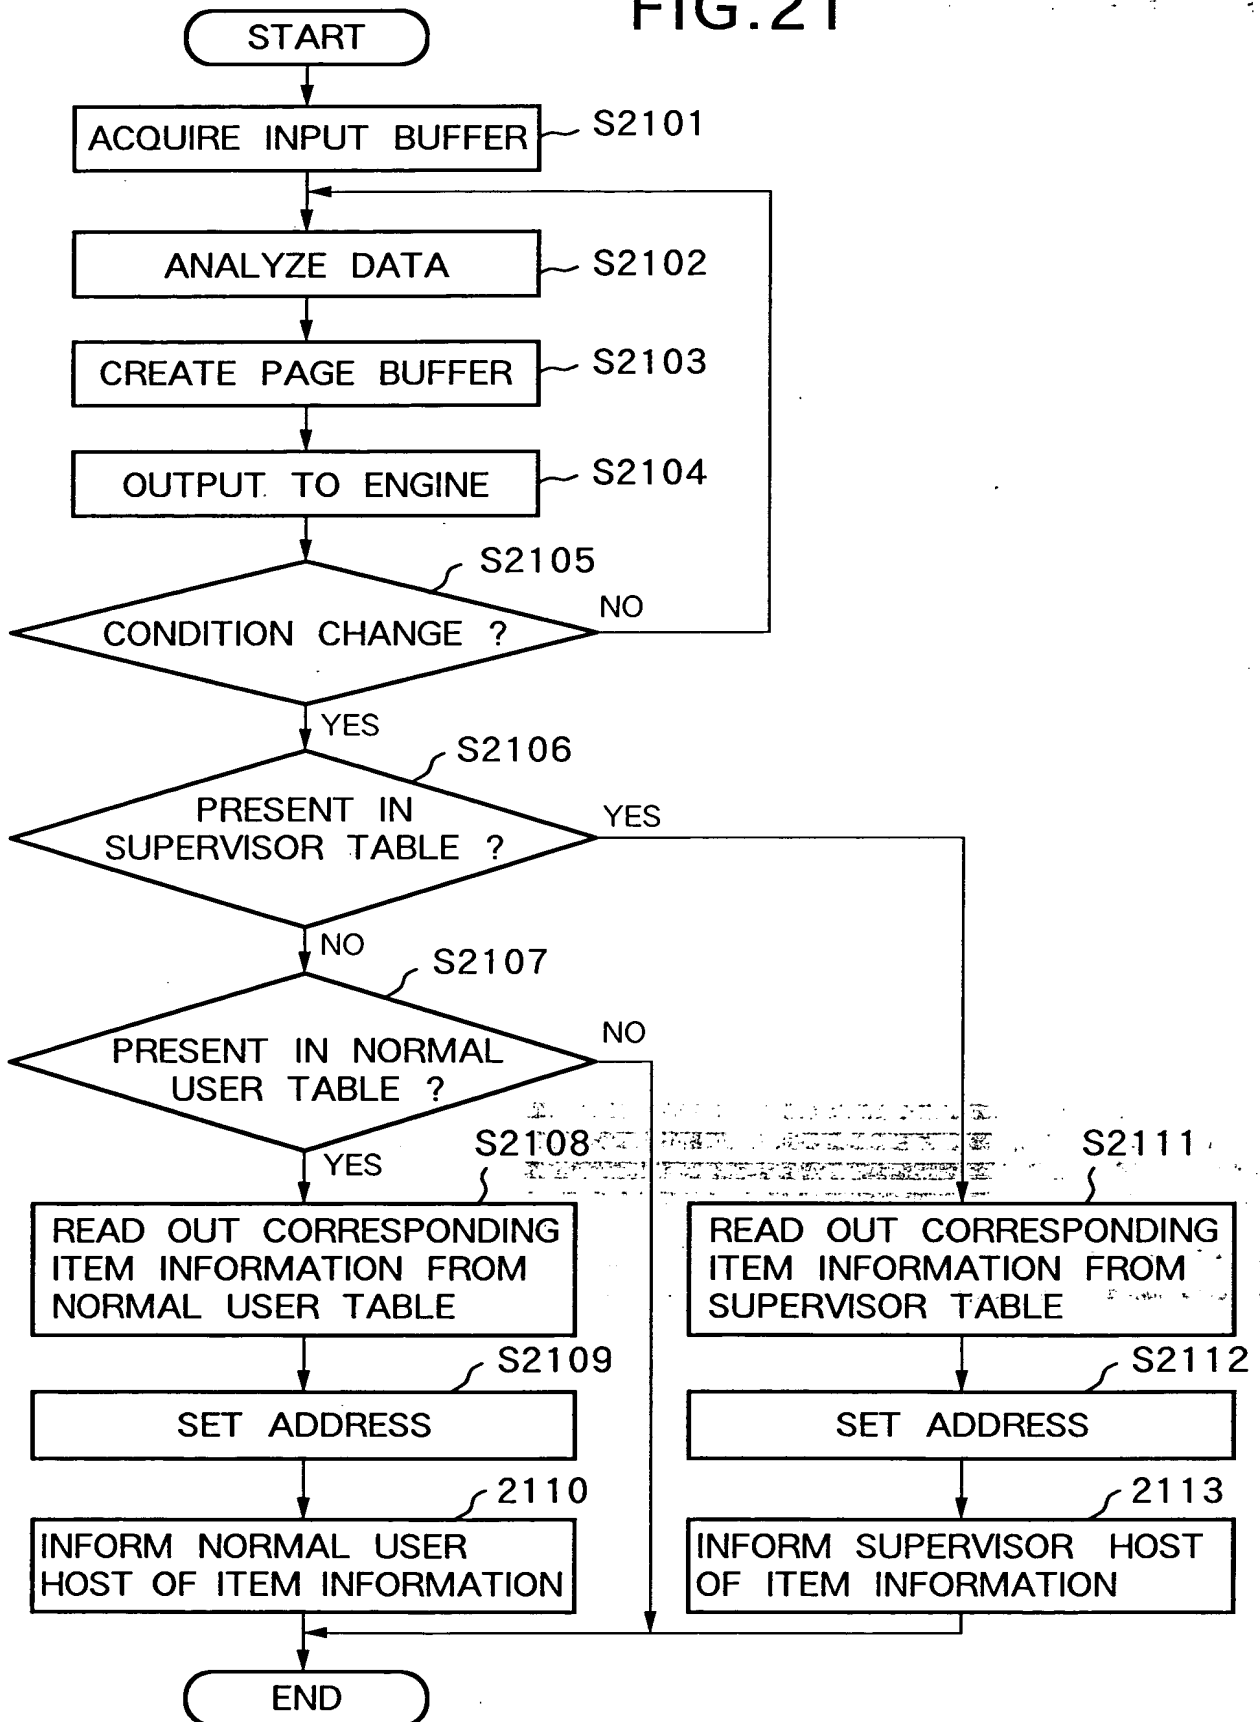 FIG.21
START
ACQUIRE INPUT BUFFER
S2101
ANALYZE DATA
S2102
CREATE PAGE BUFFER
S2103
OUTPUT TO ENGINE
S2104
S2105
CONDITION CHANGE ?
NO
YES
S2106
PRESENT IN
SUPERVISOR TABLE ?
YES
NO
S2107
PRESENT IN NORMAL
USER TABLE ?
NO
YES
S2108
READ OUT CORRESPONDING
ITEM INFORMATION FROM
NORMAL USER TABLE
S2109
SET ADDRESS
2110
INFORM NORMAL USER
HOST OF ITEM INFORMATION
S2111
READ OUT CORRESPONDING
ITEM INFORMATION FROM
SUPERVISOR TABLE
S2112
SET ADDRESS
2113
INFORM SUPERVISOR HOST
OF ITEM INFORMATION
END